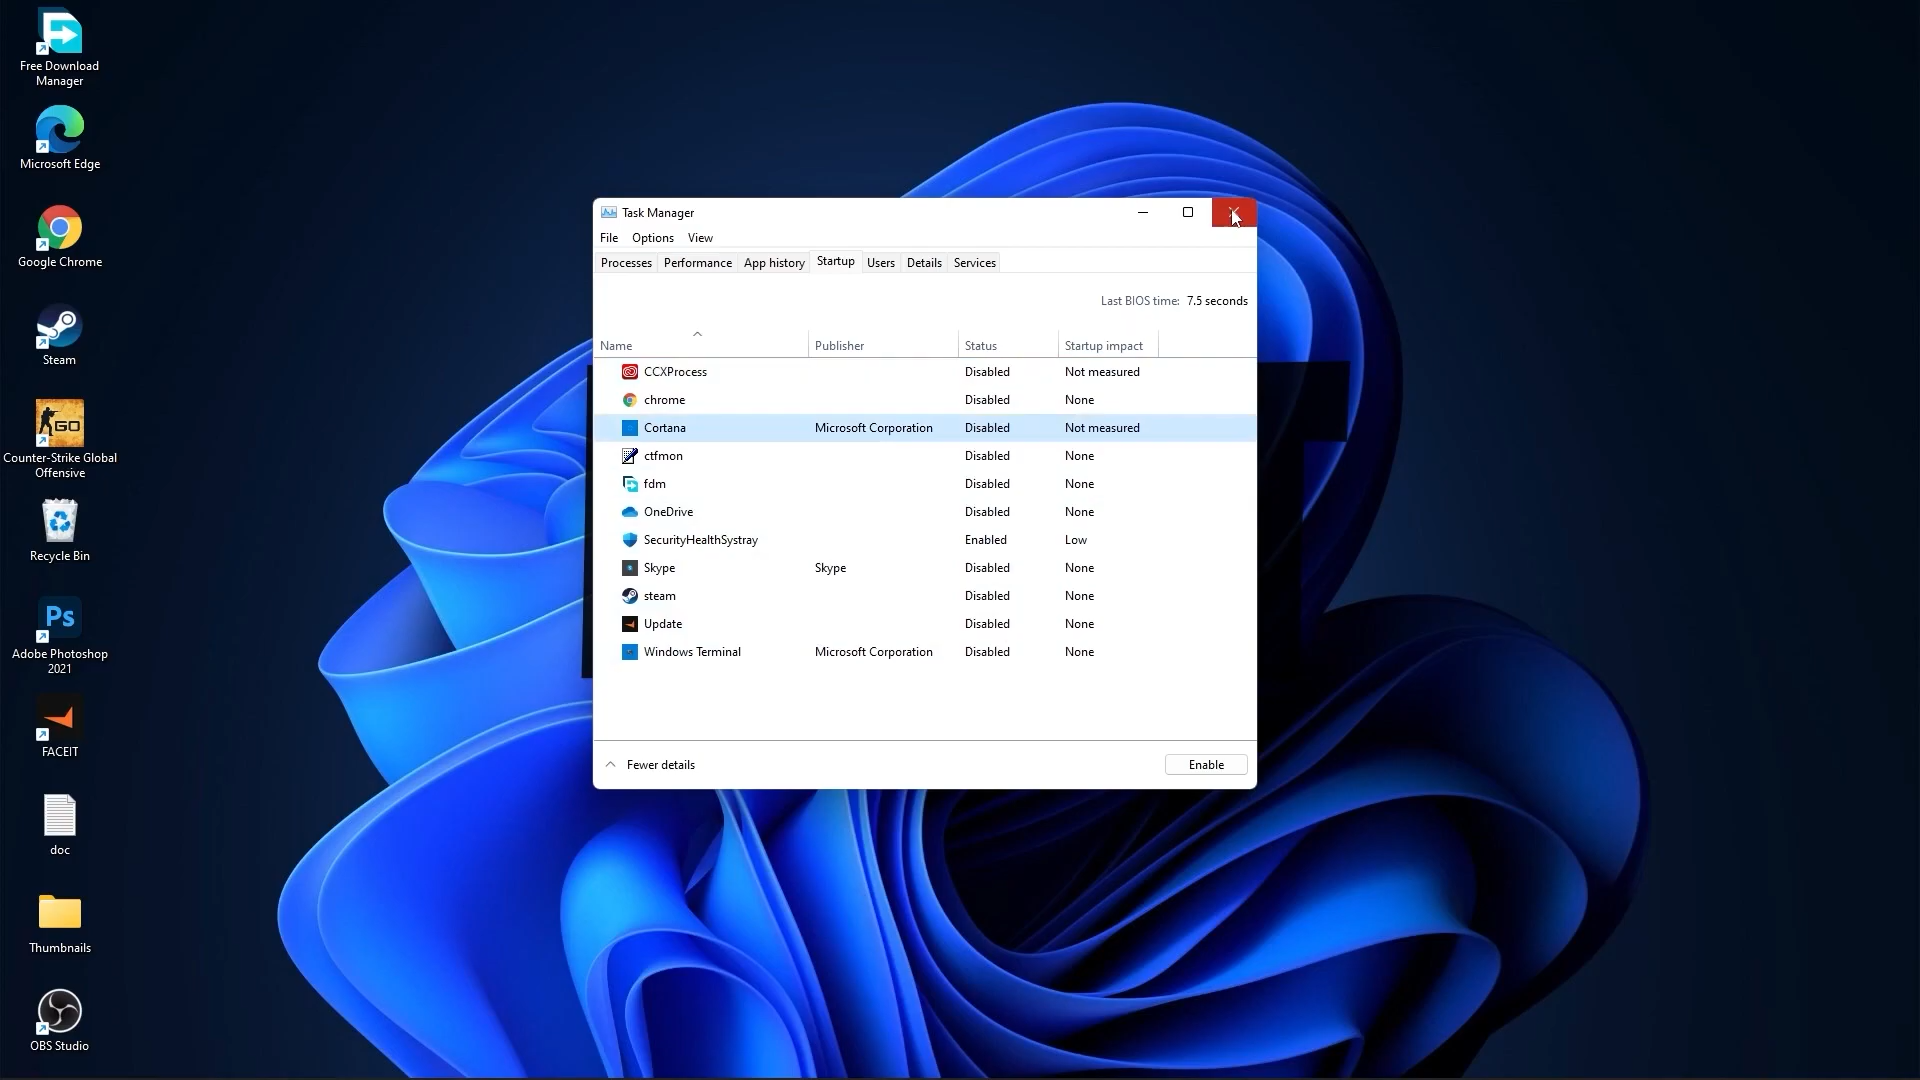 Free Download
Manager
Microsoft Edge
Google Chrome
Steam
GO
Counter-Strike Global
Offensive
Recycle Bin
Ps
Adobe Photoshop
2021
FACEIT
doc
Thumbnails
OBS Studio
Task Manager
File Options View
Processes Performance App history Startup Users Details Services
Last BIOS time: 7.5 seconds
Name Publisher Status Startup impact
CCXProcess Disabled Not measured
chrome Disabled None
Cortana Microsoft Corporation Disabled Not measured
ctfmon Disabled None
fdm Disabled None
OneDrive Disabled None
SecurityHealthSystray Enabled Low
Skype Skype Disabled None
steam Disabled None
Update Disabled None
Windows Terminal Microsoft Corporation Disabled None
Fewer details Enable